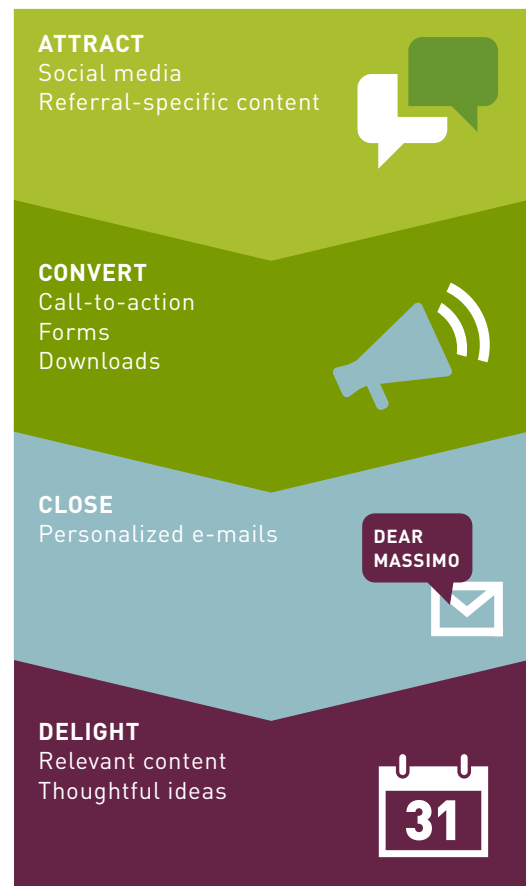 ATTRACT
Social media
Referral-specific content
CONVERT
Call-to-action
Forms
Downloads
CLOSE
Personalized e-mails
DEAR
MASSIMO
DELIGHT
Relevant content
Thoughtful ideas
31